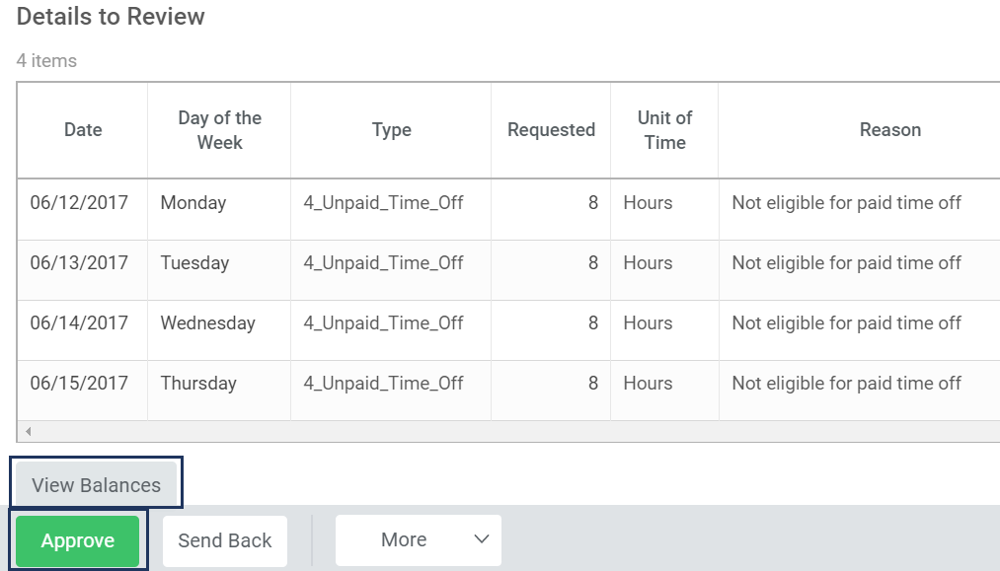 Details to Review
4 items
Date Day of the Week Type Requested Unit of Time Reason
06/12/2017 Monday 4_Unpaid_Time_Off 8 Hours Not eligible for paid time off
06/13/2017 Tuesday 4_Unpaid_Time_Off 8 Hours Not eligible for paid time off
06/14/2017 Wednesday 4_Unpaid_Time_Off 8 Hours Not eligible for paid time off
06/15/2017 Thursday 4_Unpaid_Time_Off 8 Hours Not eligible for paid time off
View Balances
Approve Send Back More